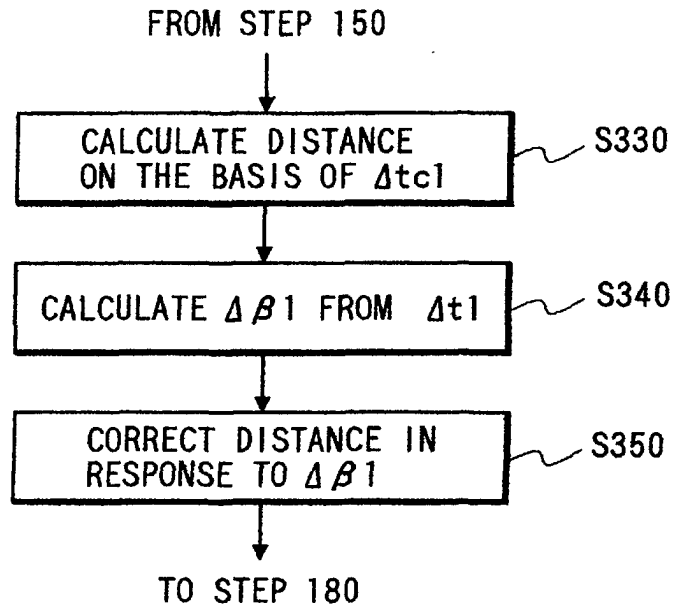 FROM STEP 150
CALCULATE DISTANCE
ON THE BASIS OF Δtc1
S330
CALCULATE Δβ1 FROM Δt1
S340
CORRECT DISTANCE IN
RESPONSE TO Δβ1
S350
TO STEP 180